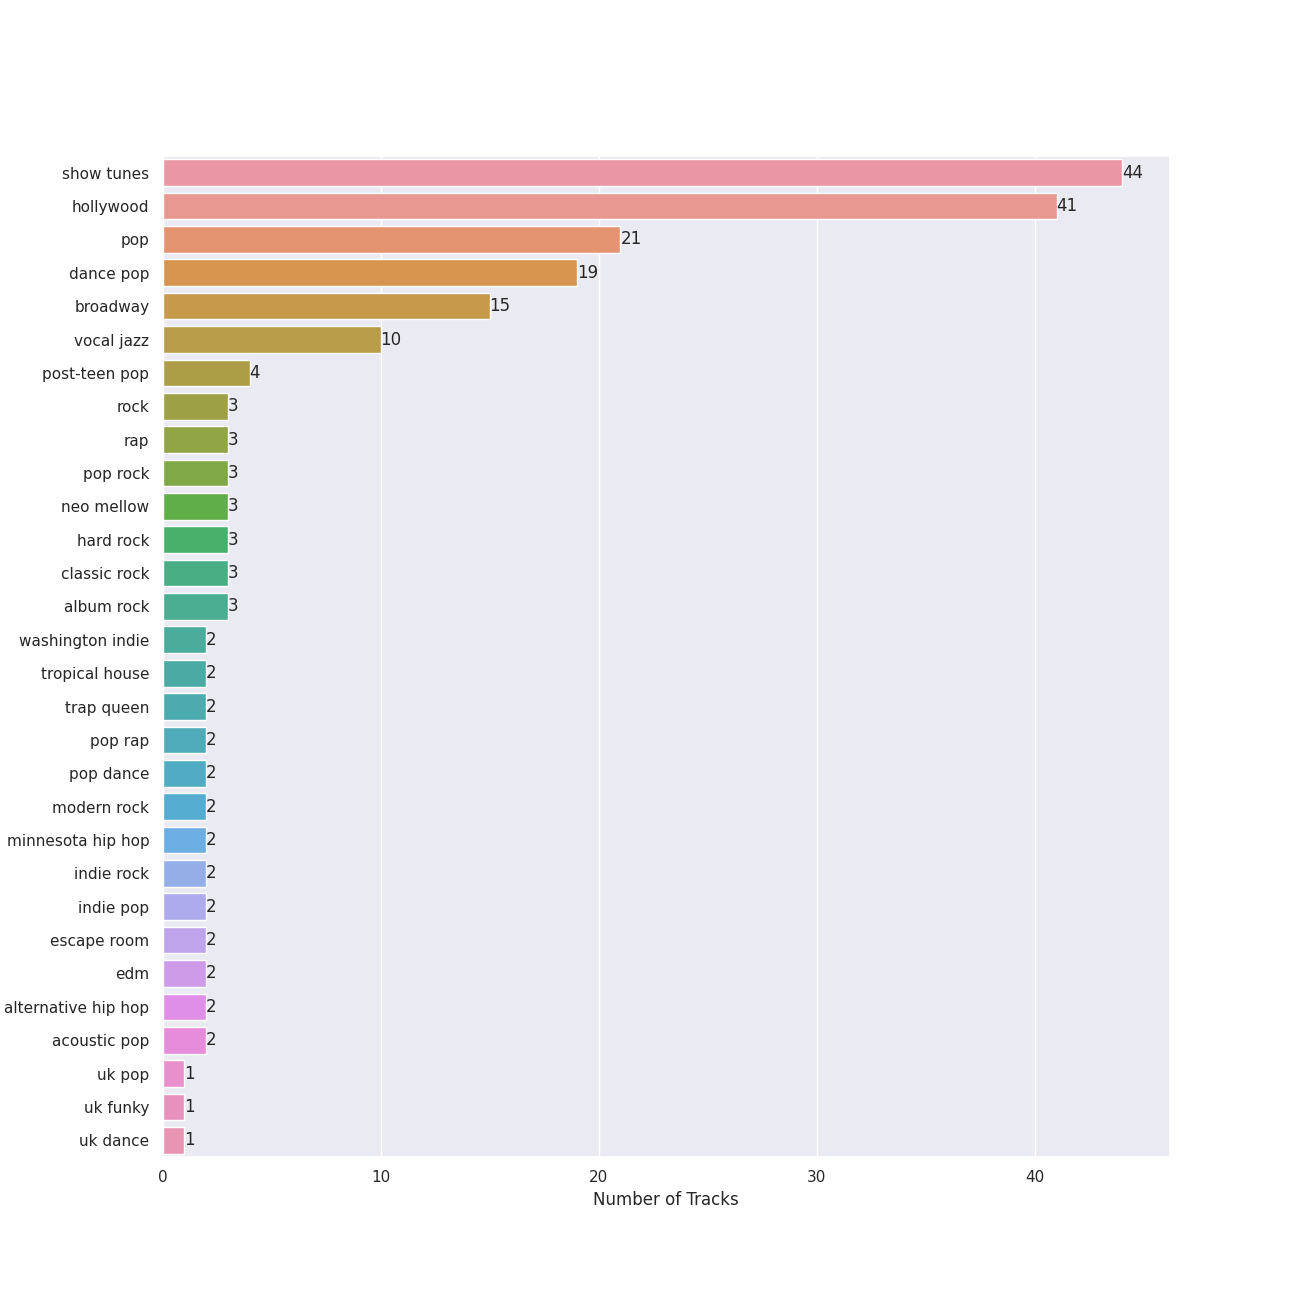 show tunes 44
hollywood 41
pop 21
dance pop 19
broadway 15
vocal jazz 10
post-teen pop 4
rock 3
rap 3
pop rock 3
neo mellow 3
hard rock 3
classic rock 3
album rock 3
washington indie 2
tropical house 2
trap queen 2
pop rap 2
pop dance 2
modern rock 2
minnesota hip hop 2
indie rock 2
indie pop 2
escape room 2
edm 2
alternative hip hop 2
acoustic pop 2
uk pop 1
uk funky 1
uk dance 1
0 10 20 30 40
Number of Tracks